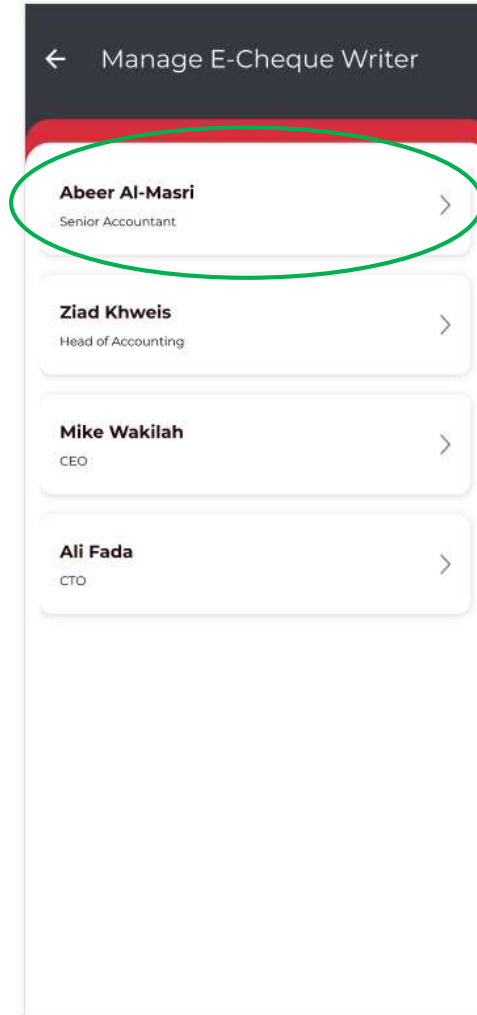 Manage E-Cheque Writer
Abeer Al-Masri
Senior Accountant
Ziad Khweis
Head of Accounting
Mike Wakilah
CEO
Ali Fada
CTO